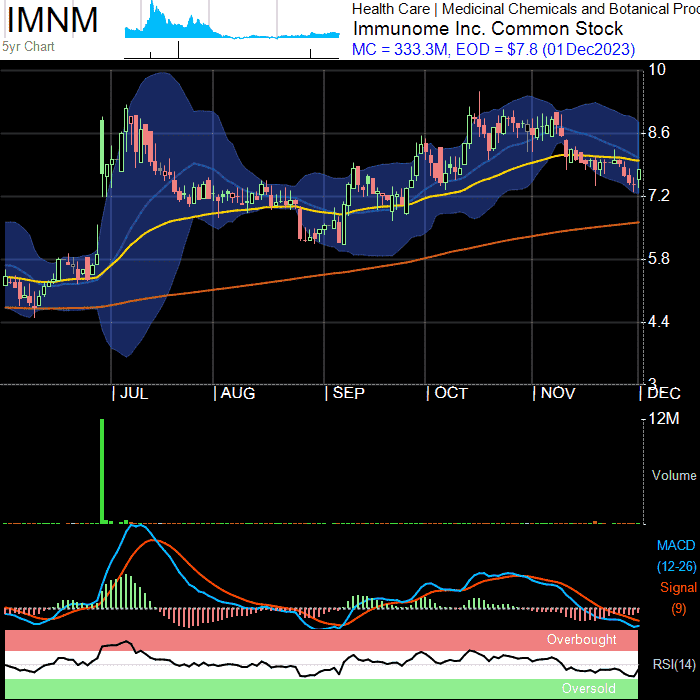 IMNM
5yr Chart
Health Care | Medicinal Chemicals and Botanical Proc
Immunome Inc. Common Stock
MC = 333.3M, EOD = $7.8 (01Dec2023)
10
8.6
7.2
5.8
4.4
3
JUL AUG SEP OCT NOV DEC
12M
Volume
MACD
(12-26)
Signal
(9)
Overbought
RSI(14)
Oversold